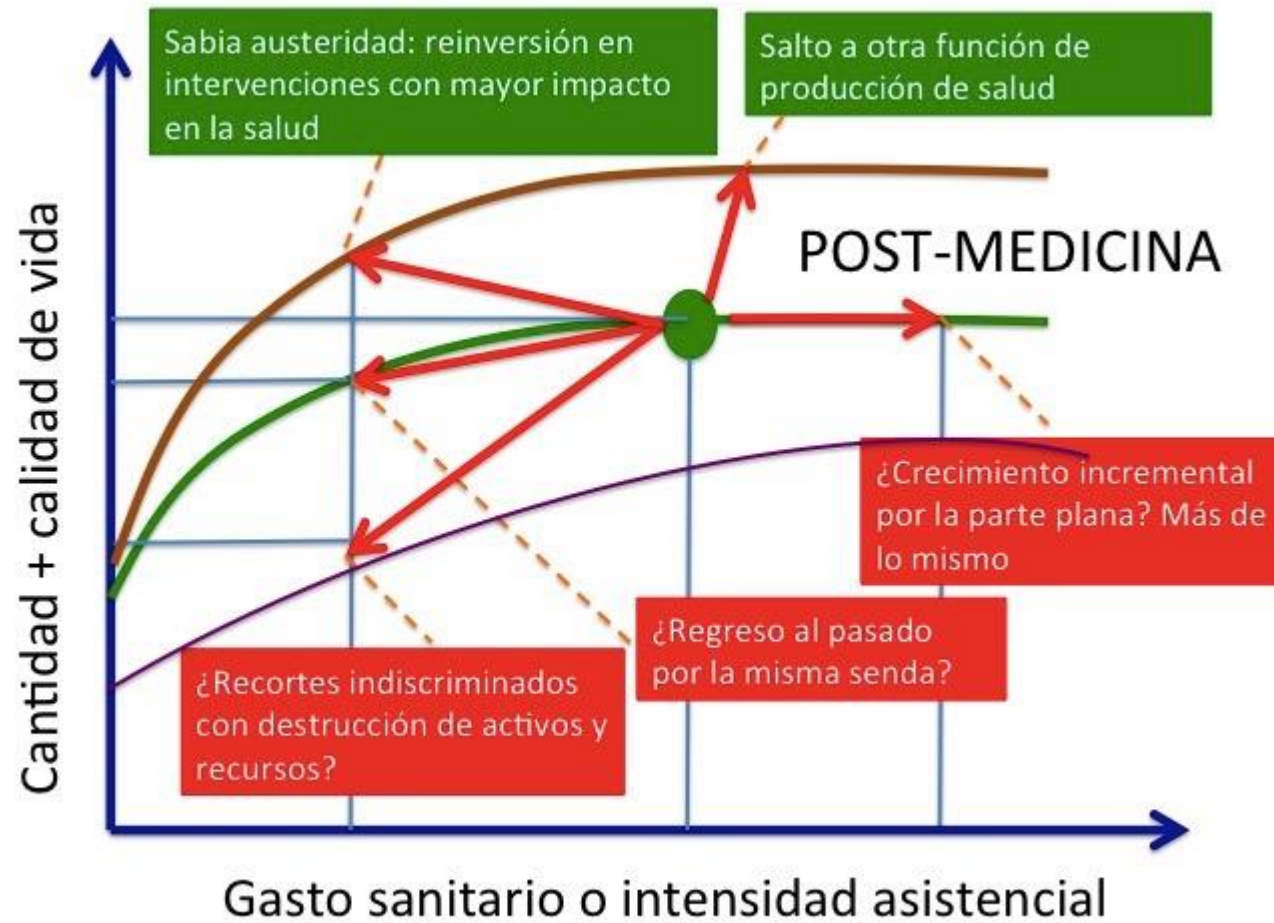 Sabia austeridad: reinversión en
intervenciones con mayor impacto
en la salud
Salto a otra función de
producción de salud
Cantidad + calidad de vida
POST-MEDICINA
¿Crecimiento incremental
por la parte plana? Más de
lo mismo
¿Regreso al pasado
por la misma senda?
¿Recortes indiscriminados
con destrucción de activos y
recursos?
Gasto sanitario o intensidad asistencial